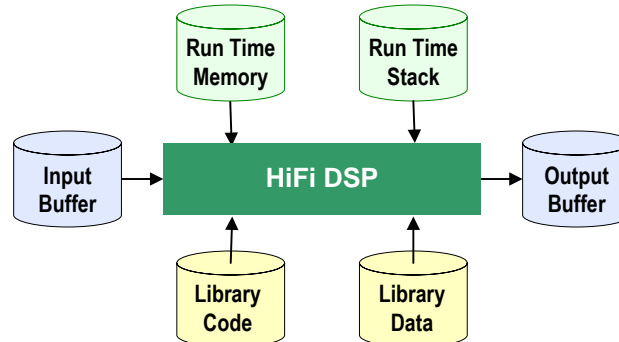 Run Time
Memory
Run Time
Stack
Input
Buffer
HiFi DSP
Output
Buffer
Library
Code
Library
Data